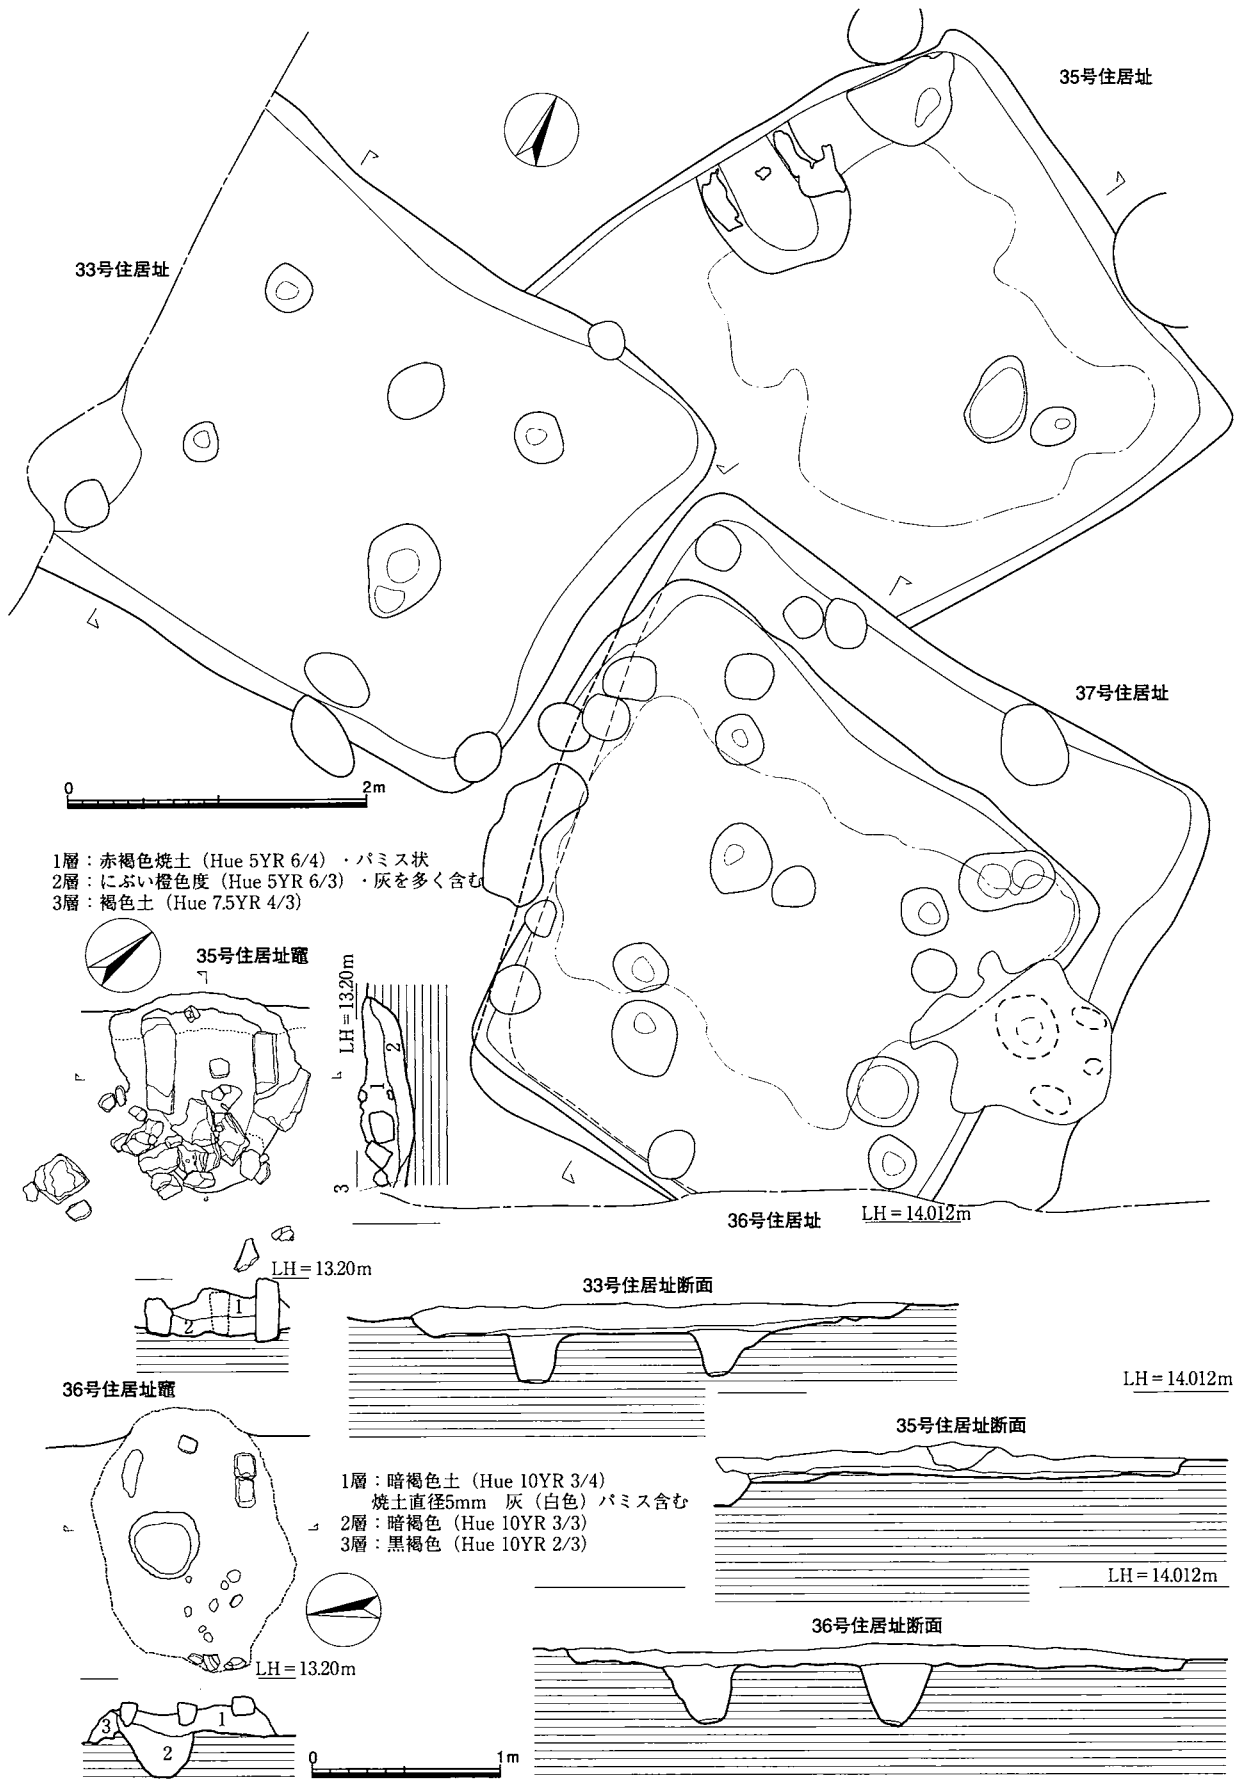 35号住居址
33号住居址
37号住居址
0 2m
1層：赤褐色焼土（Hue 5YR 6/4）・パミス状
2層：にぶい橙色度（Hue 5YR 6/3）・灰を多く含む
3層：褐色土（Hue 7.5YR 4/3）
35号住居址竈
LH＝13.20m
2
1
3
36号住居址
LH＝14.012m
LH＝13.20m
1
2
33号住居址断面
LH＝14.012m
36号住居址竈
35号住居址断面
1層：暗褐色土（Hue 10YR 3/4）
焼土直径5mm　灰（白色）パミス含む
2層：暗褐色（Hue 10YR 3/3）
3層：黒褐色（Hue 10YR 2/3）
LH＝14.012m
36号住居址断面
LH＝13.20m
3
1
2
0 1m